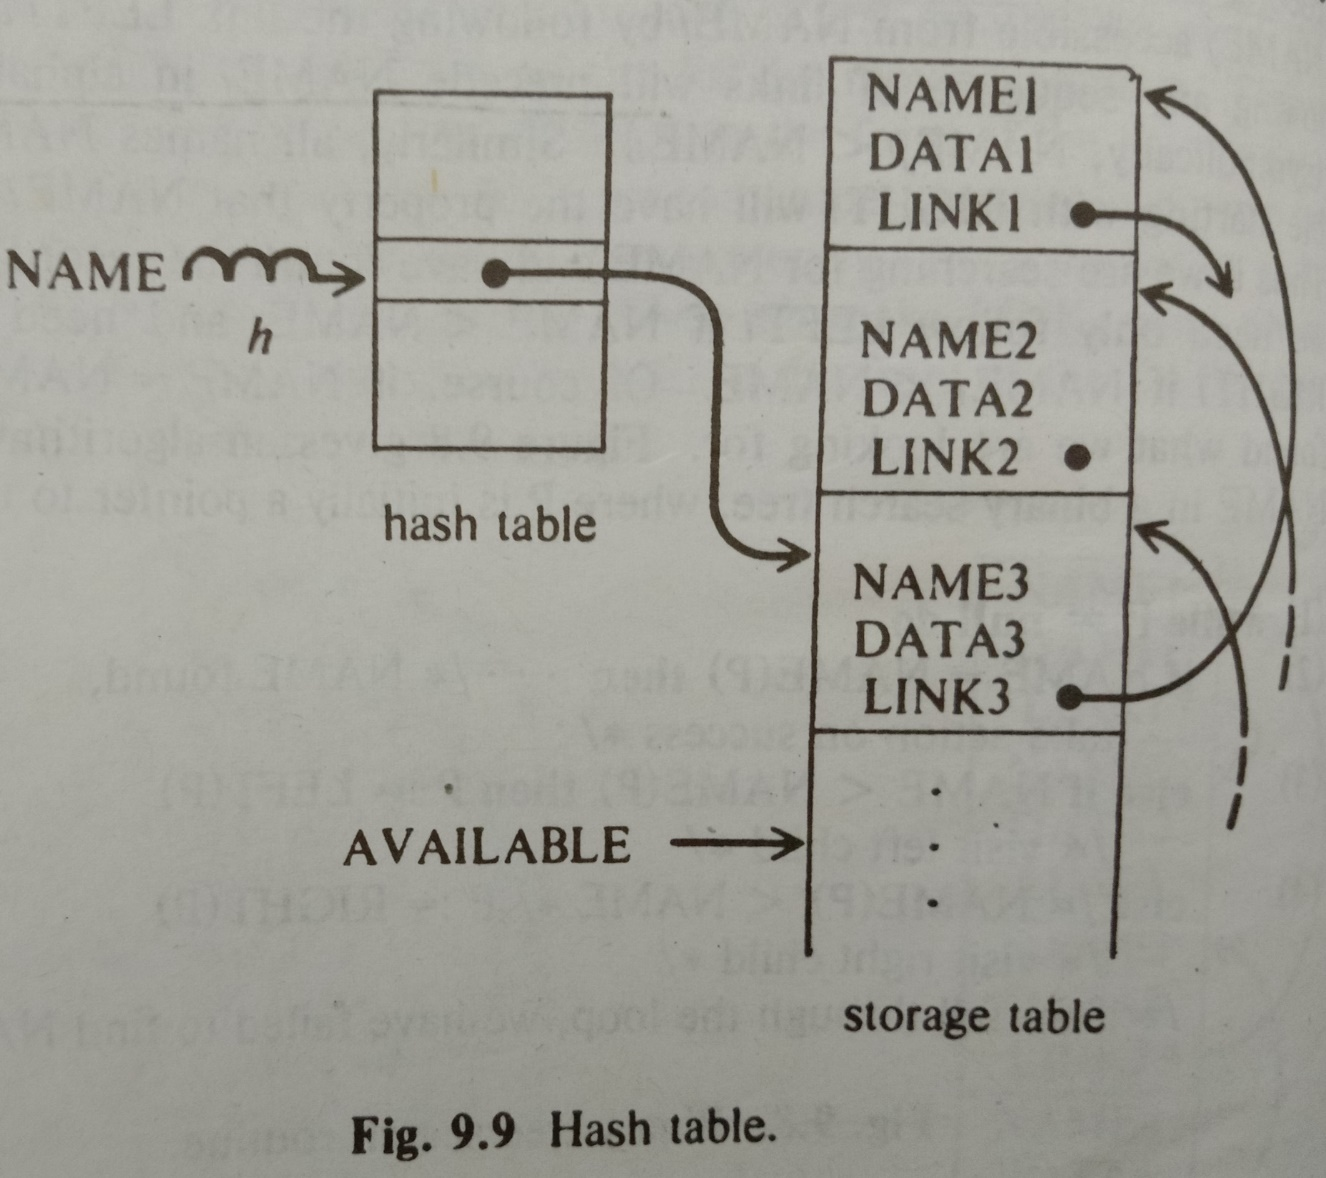 NAME1
DATA1
LINK1
NAME
h
NAME2
DATA2
LINK2
hash table
NAME3
DATA3
LINK3
AVAILABLE
storage table
Fig. 9.9 Hash table.